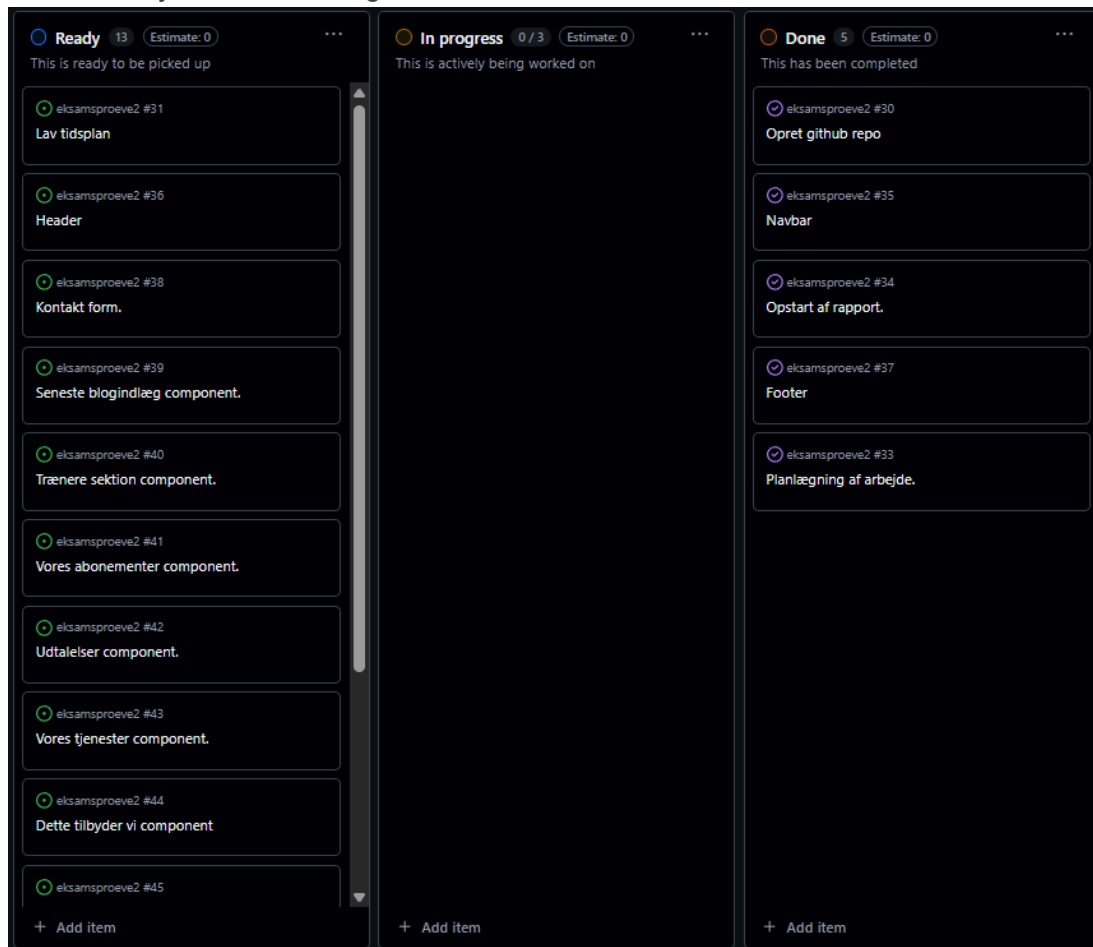 Ready 13 Estimate: 0 ...
This is ready to be picked up
eksamsproeve2 #31
Lav tidsplan
eksamsproeve2 #36
Header
eksamsproeve2 #38
Kontakt form.
eksamsproeve2 #39
Seneste blogindlæg component.
eksamsproeve2 #40
Trænere sektion component.
eksamsproeve2 #41
Vores abonementer component.
eksamsproeve2 #42
Udtalelser component.
eksamsproeve2 #43
Vores tjenester component.
eksamsproeve2 #44
Dette tilbyder vi component
eksamsproeve2 #45
+ Add item
In progress 0 / 3 Estimate: 0 ...
This is actively being worked on
+ Add item
Done 5 Estimate: 0 ...
This has been completed
eksamsproeve2 #30
Opret github repo
eksamsproeve2 #35
Navbar
eksamsproeve2 #34
Opstart af rapport.
eksamsproeve2 #37
Footer
eksamsproeve2 #33
Planlægning af arbejde.
+ Add item